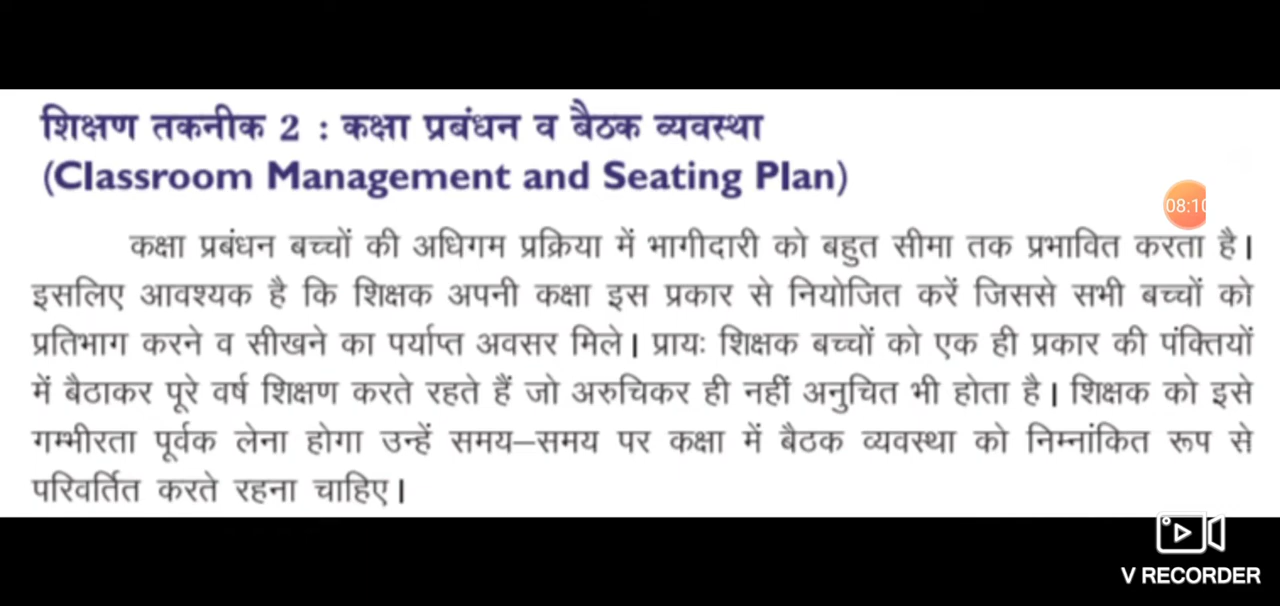 शिक्षण तकनीक 2 : कक्षा प्रबंधन व बैठक व्यवस्था
(Classroom Management and Seating Plan)
08:10
कक्षा प्रबंधन बच्चों की अधिगम प्रक्रिया में भागीदारी को बहुत सीमा तक प्रभावित करता है।
इसलिए आवश्यक है कि शिक्षक अपनी कक्षा इस प्रकार से नियोजित करें जिससे सभी बच्चों को
प्रतिभाग करने व सीखने का पर्याप्त अवसर मिले। प्रायः शिक्षक बच्चों को एक ही प्रकार की पंक्तियों
में बैठाकर पूरे वर्ष शिक्षण करते रहते हैं जो अरुचिकर ही नहीं अनुचित भी होता है। शिक्षक को इसे
गम्भीरता पूर्वक लेना होगा उन्हें समय–समय पर कक्षा में बैठक व्यवस्था को निम्नांकित रूप से
परिवर्तित करते रहना चाहिए।
V RECORDER